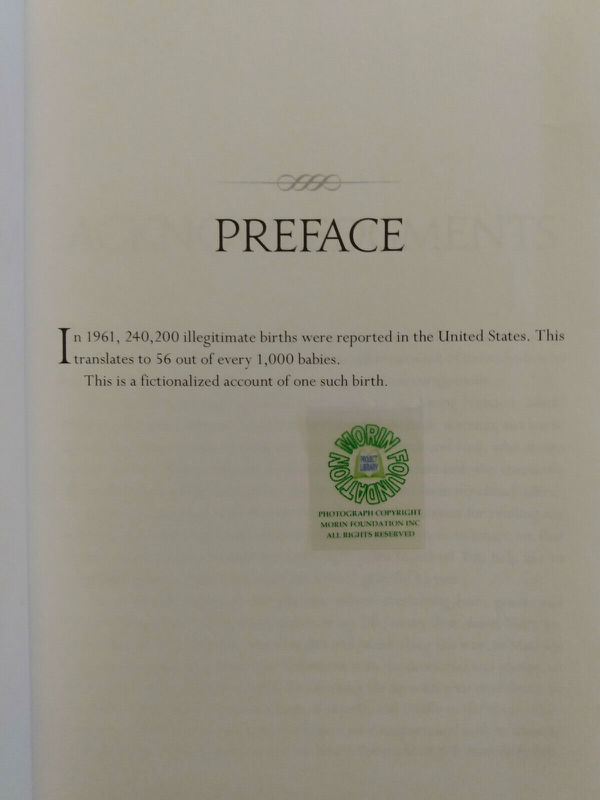 PREFACE
In 1961, 240,200 illegitimate births were reported in the United States. This
translates to 56 out of every 1,000 babies.
This is a fictionalized account of one such birth.
MORIN FOUNDATION
PROJECT
LIBRARY
PHOTOGRAPH COPYRIGHT
MORIN FOUNDATION INC
ALL RIGHTS RESERVED